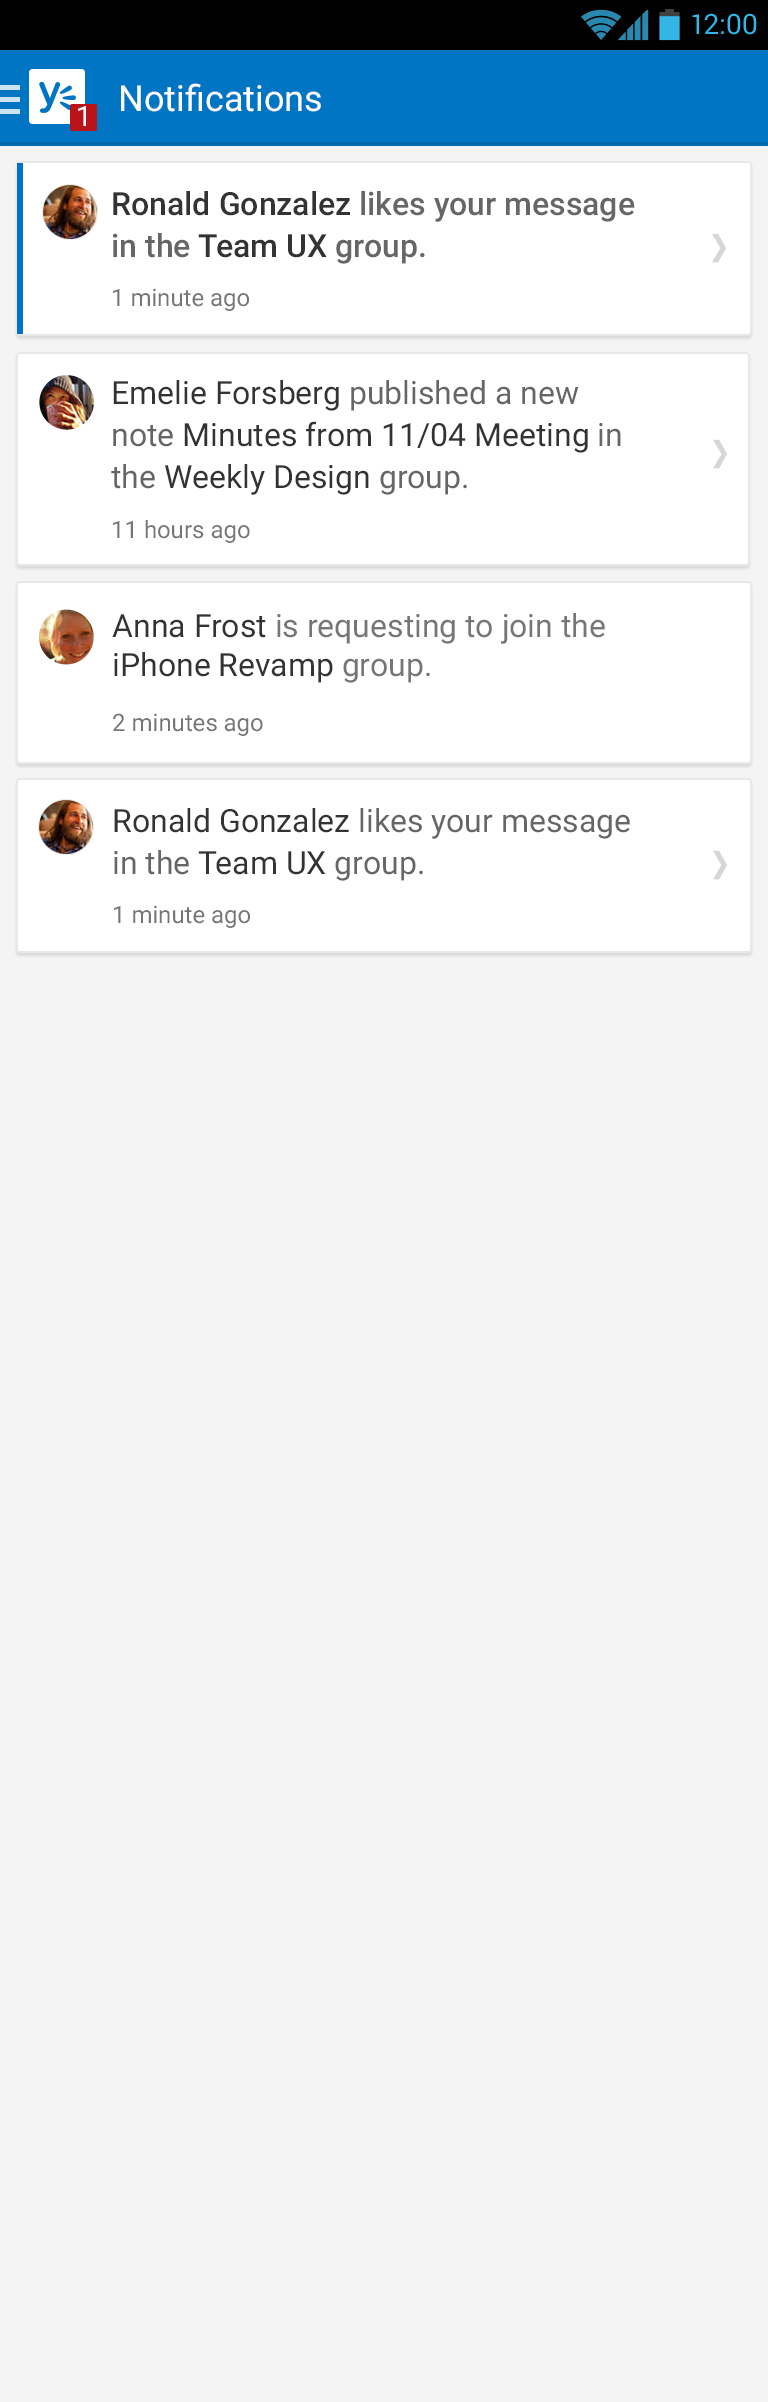 12:00
y
1
Notifications
Ronald Gonzalez likes your message
in the Team UX group.
1 minute ago
Emelie Forsberg published a new
note Minutes from 11/04 Meeting in
the Weekly Design group.
11 hours ago
Anna Frost is requesting to join the
iPhone Revamp group.
2 minutes ago
Ronald Gonzalez likes your message
in the Team UX group.
1 minute ago